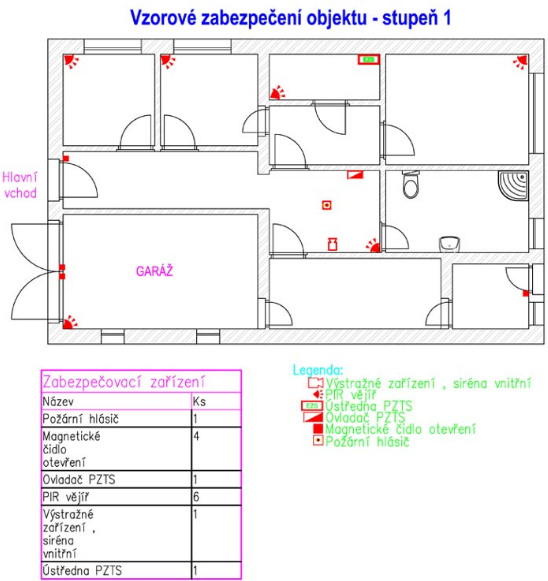 Vzorové zabezpečení objektu - stupeň 1
EZS
Hlavní
vchod
GARÁŽ
Zabezpečovací zařízení
Název Ks
Požární hlásič 1
Magnetické 4
čidlo
otevření
Ovladač PZTS 1
PIR vějíř 6
Výstražné 1
zařízení ,
siréna
vnitřní
Ústředna PZTS 1
Legenda:
Výstražné zařízení , siréna vnitřní
PIR vějíř
EZS Ústředna PZTS
Ovladač PZTS
Magnetické čidlo otevření
Požární hlásič